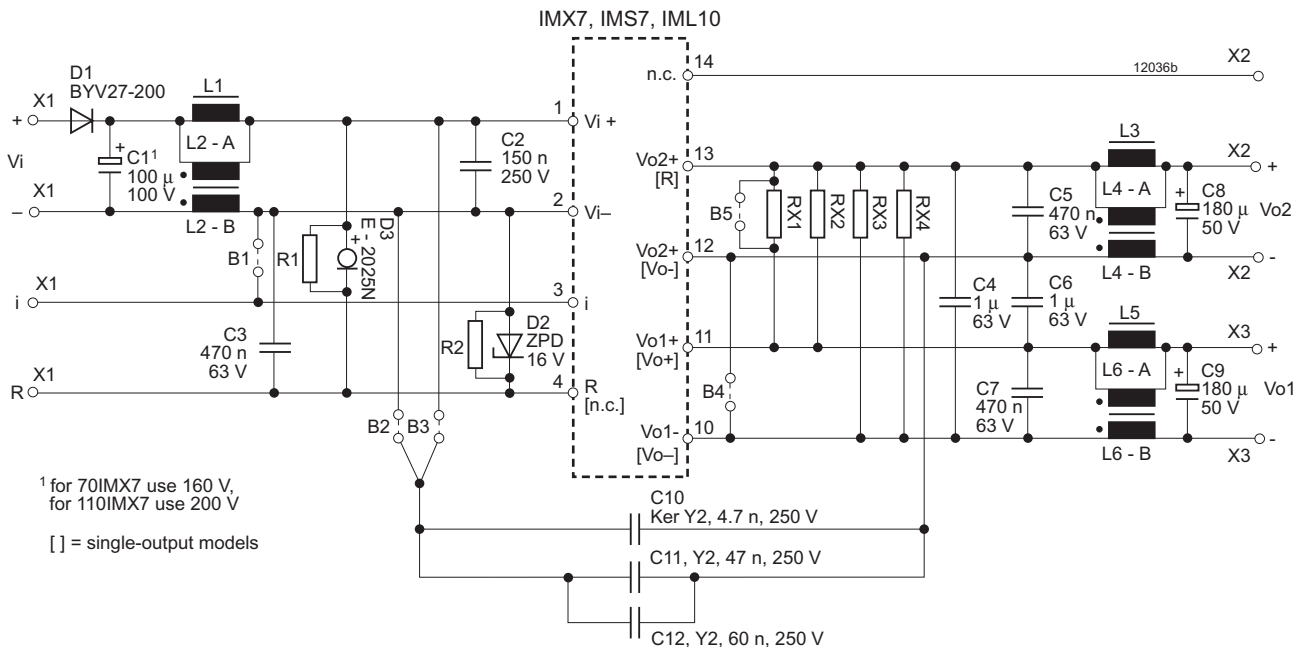 IMX7, IMS7, IML10
14
n.c.
12036b
X2
D1
BYV27-200
X1
+
L1
1
Vi +
L2 - A
C1¹
+
100 µ
100 V
Vi
C2
150 n
250 V
X1
–
L2 - B
2
Vi–
B1
R1
D3
E - 2025N
+
X1
i
3
i
C3
470 n
63 V
R2
D2
ZPD
16 V
X1
R
4
R
[n.c.]
B2
B3
Vo2+
[R]
13
B5
RX1
RX2
RX3
RX4
C5
470 n
63 V
L3
L4 - A
L4 - B
+
C8
180 µ
50 V
X2
+
Vo2
X2
-
Vo2+
[Vo-]
12
C4
1 µ
63 V
C6
1 µ
63 V
Vo1+
[Vo+]
11
L5
L6 - A
L6 - B
X3
+
+
C9
180 µ
50 V
Vo1
B4
C7
470 n
63 V
Vo1-
[Vo–]
10
X3
-
¹ for 70IMX7 use 160 V,
for 110IMX7 use 200 V
[ ] = single-output models
C10
Ker Y2, 4.7 n, 250 V
C11, Y2, 47 n, 250 V
C12, Y2, 60 n, 250 V